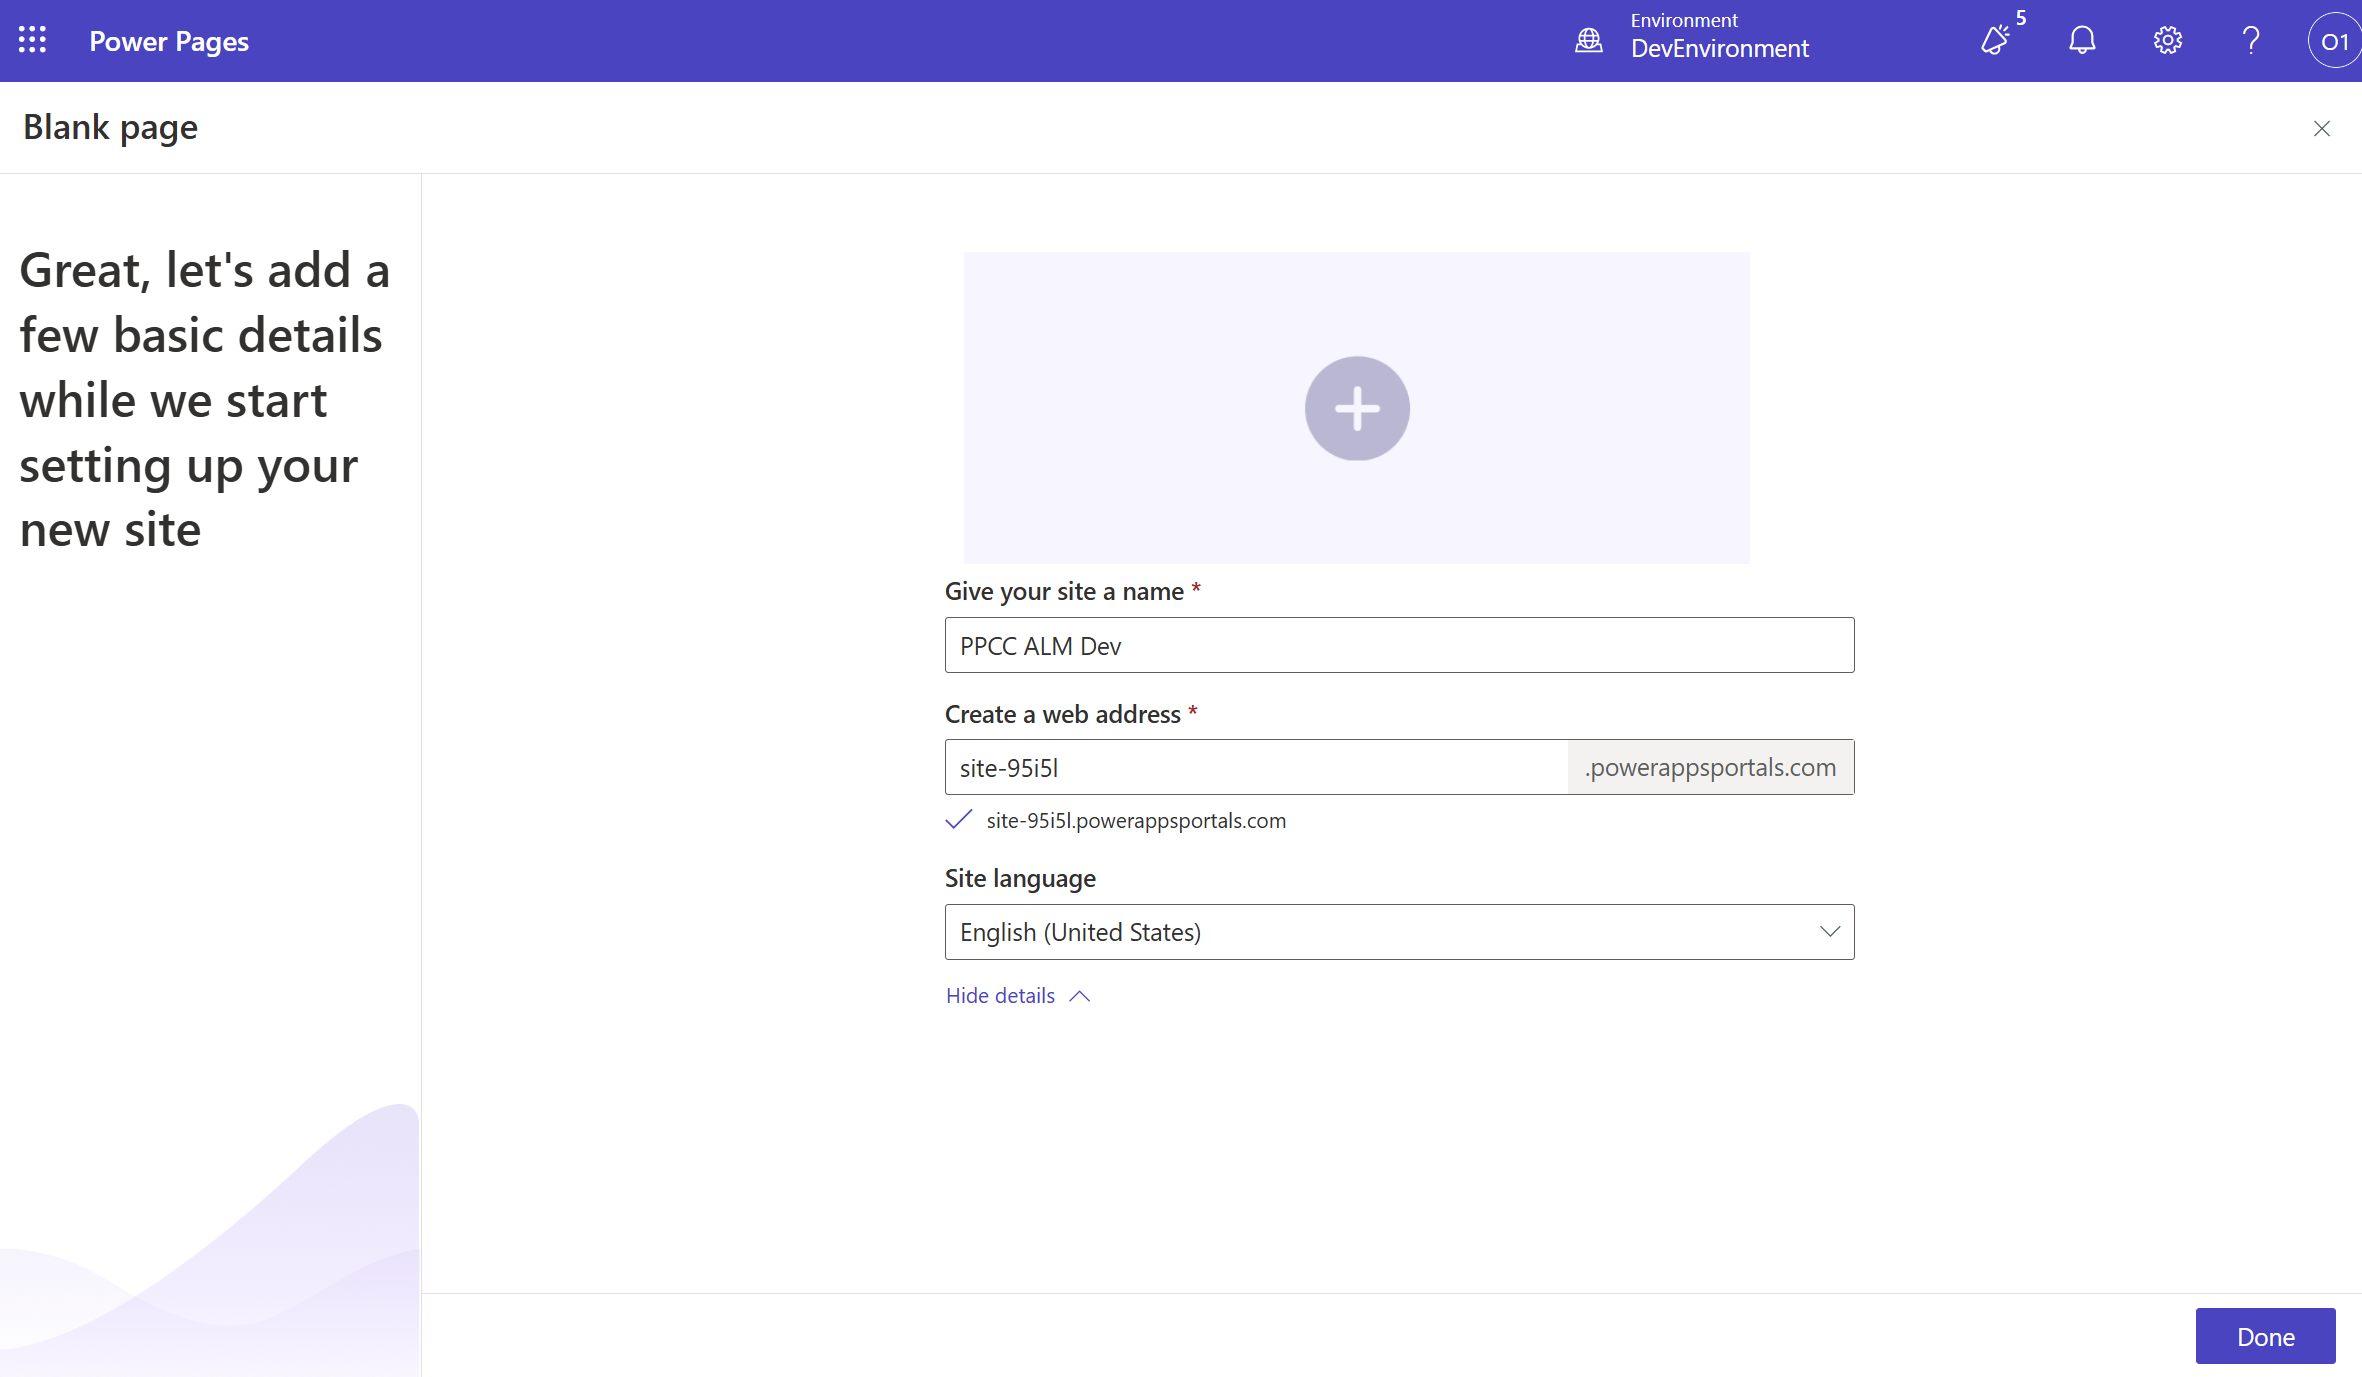 Power Pages
Environment
DevEnvironment
5
O1
Blank page
Great, let's add a
few basic details
while we start
setting up your
new site
Give your site a name *
PPCC ALM Dev
Create a web address *
site-95i5l
.powerappsportals.com
site-95i5l.powerappsportals.com
Site language
English (United States)
Hide details
Done